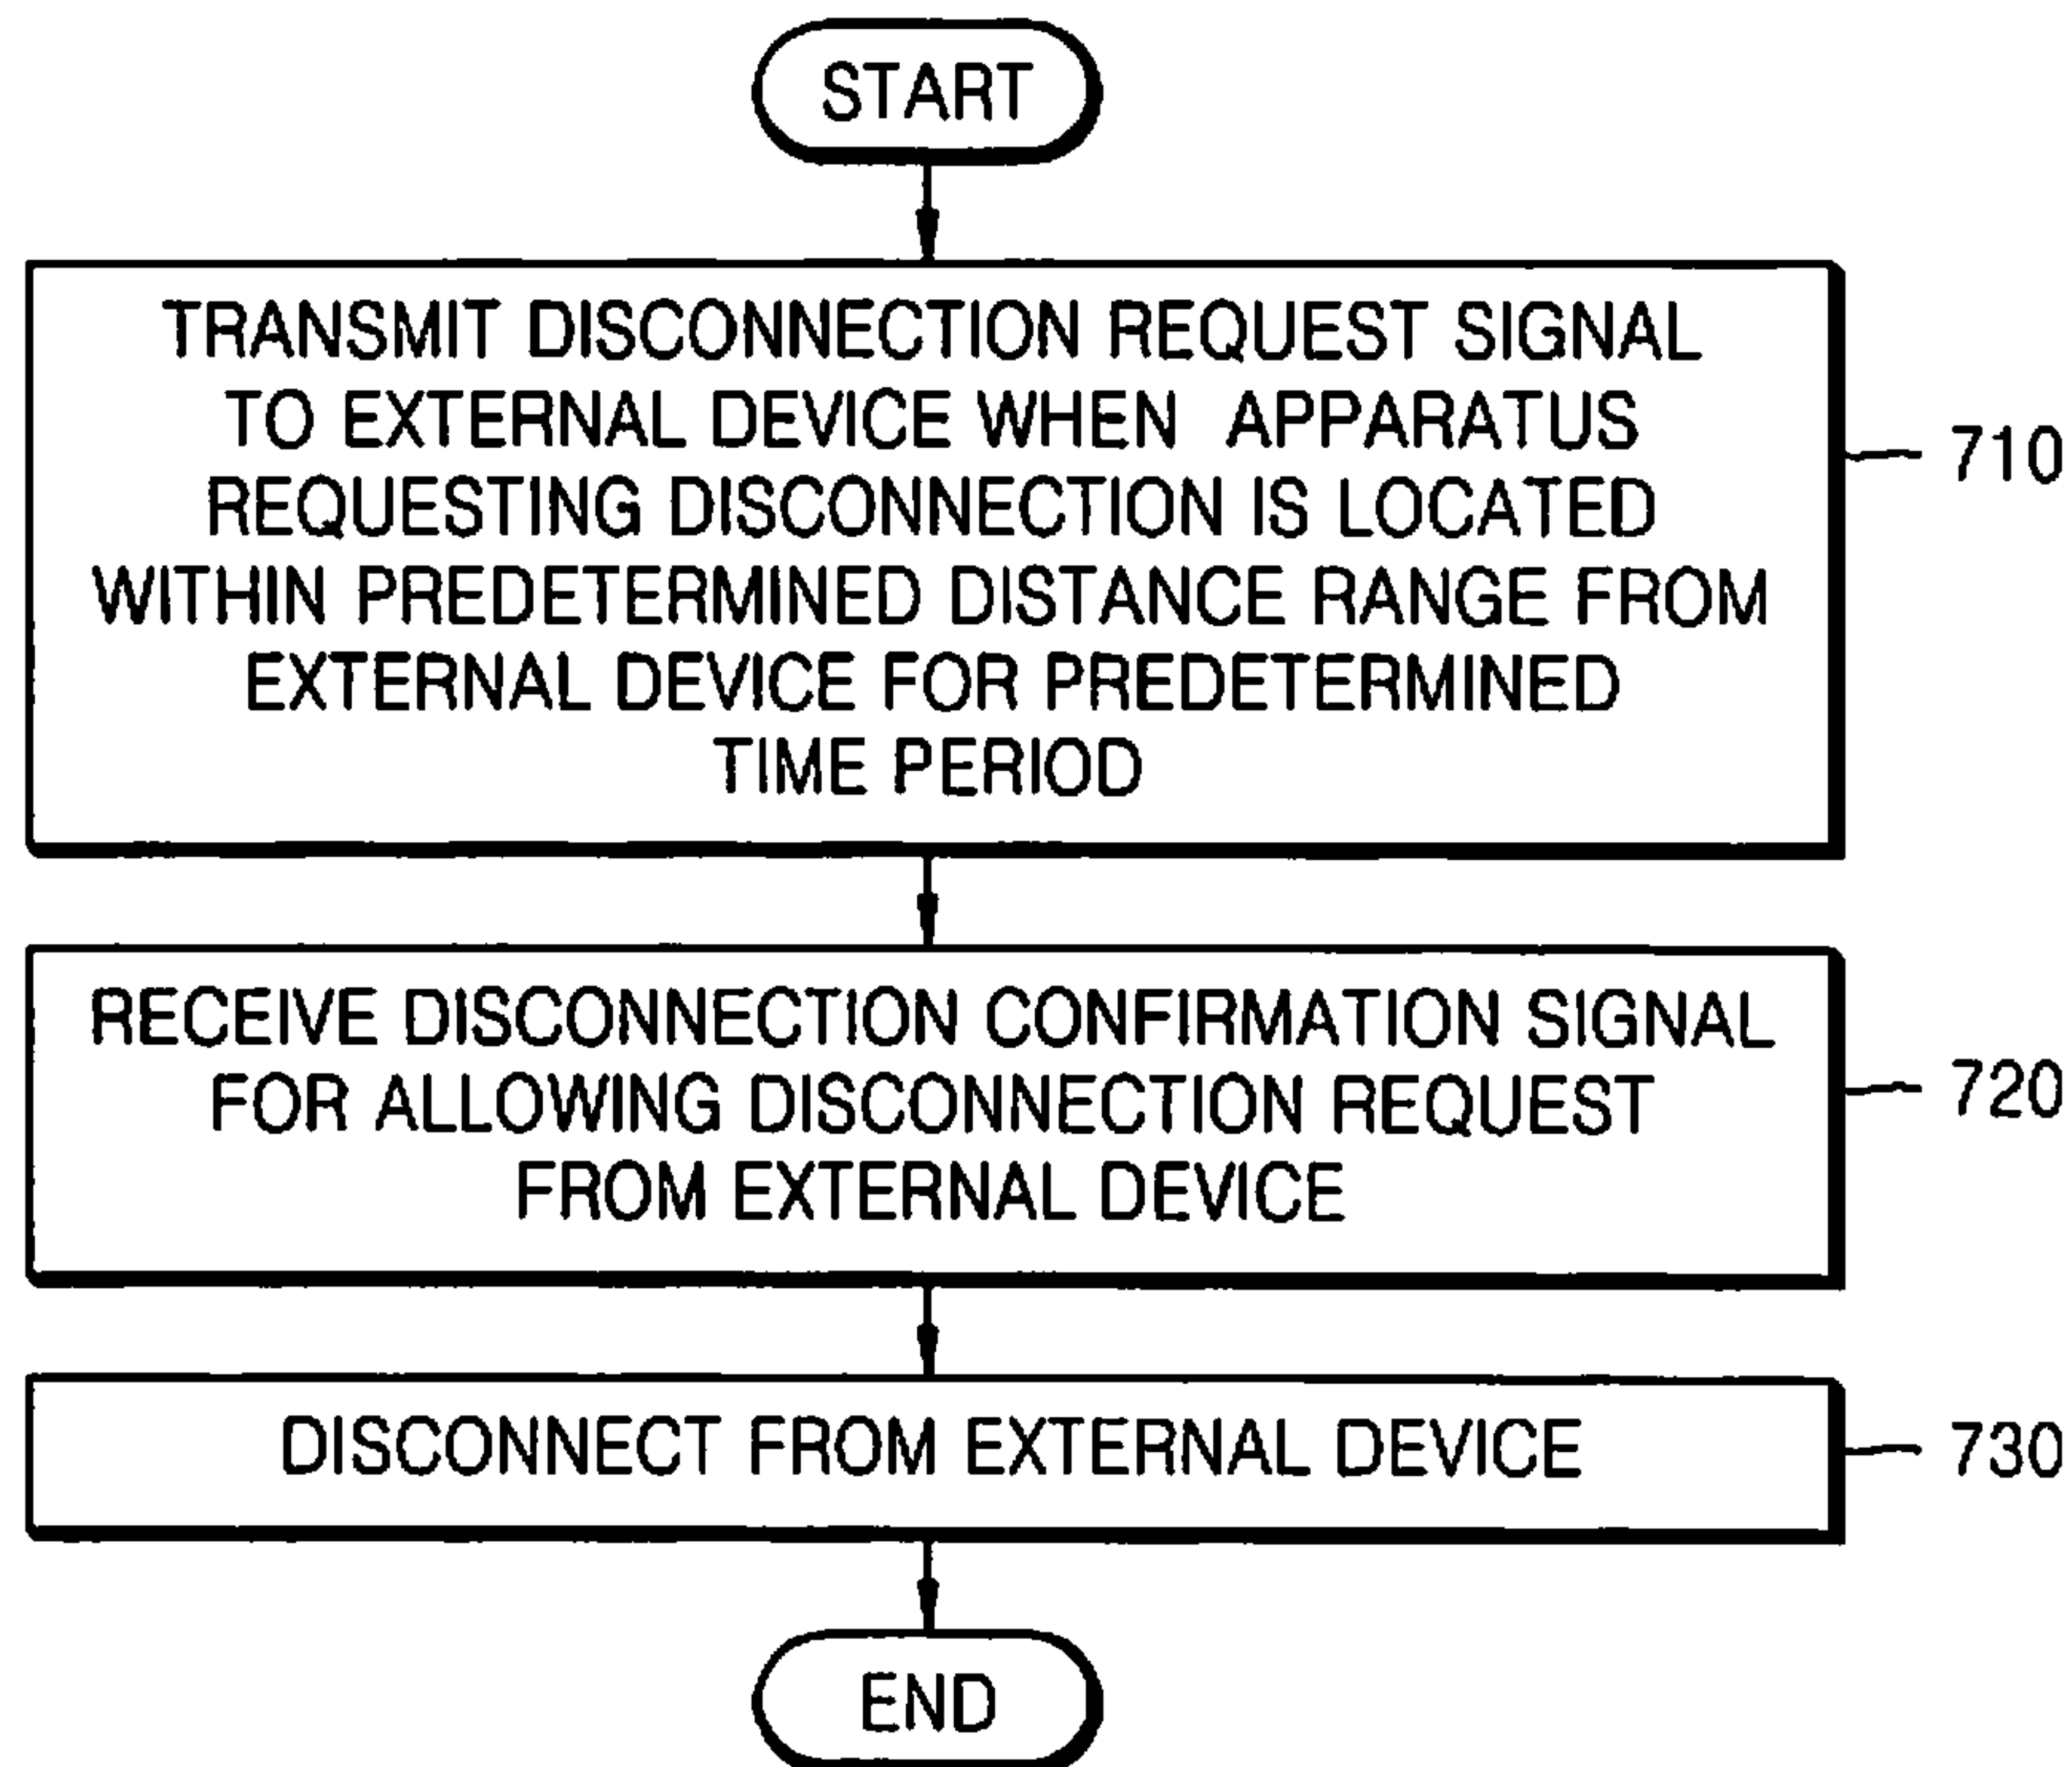 START
TRANSMIT DISCONNECTION REQUEST SIGNAL
TO EXTERNAL DEVICE WHEN APPARATUS
REQUESTING DISCONNECTION IS LOCATED
WITHIN PREDETERMINED DISTANCE RANGE FROM
EXTERNAL DEVICE FOR PREDETERMINED
TIME PERIOD
710
RECEIVE DISCONNECTION CONFIRMATION SIGNAL
FOR ALLOWING DISCONNECTION REQUEST
FROM EXTERNAL DEVICE
720
DISCONNECT FROM EXTERNAL DEVICE
730
END